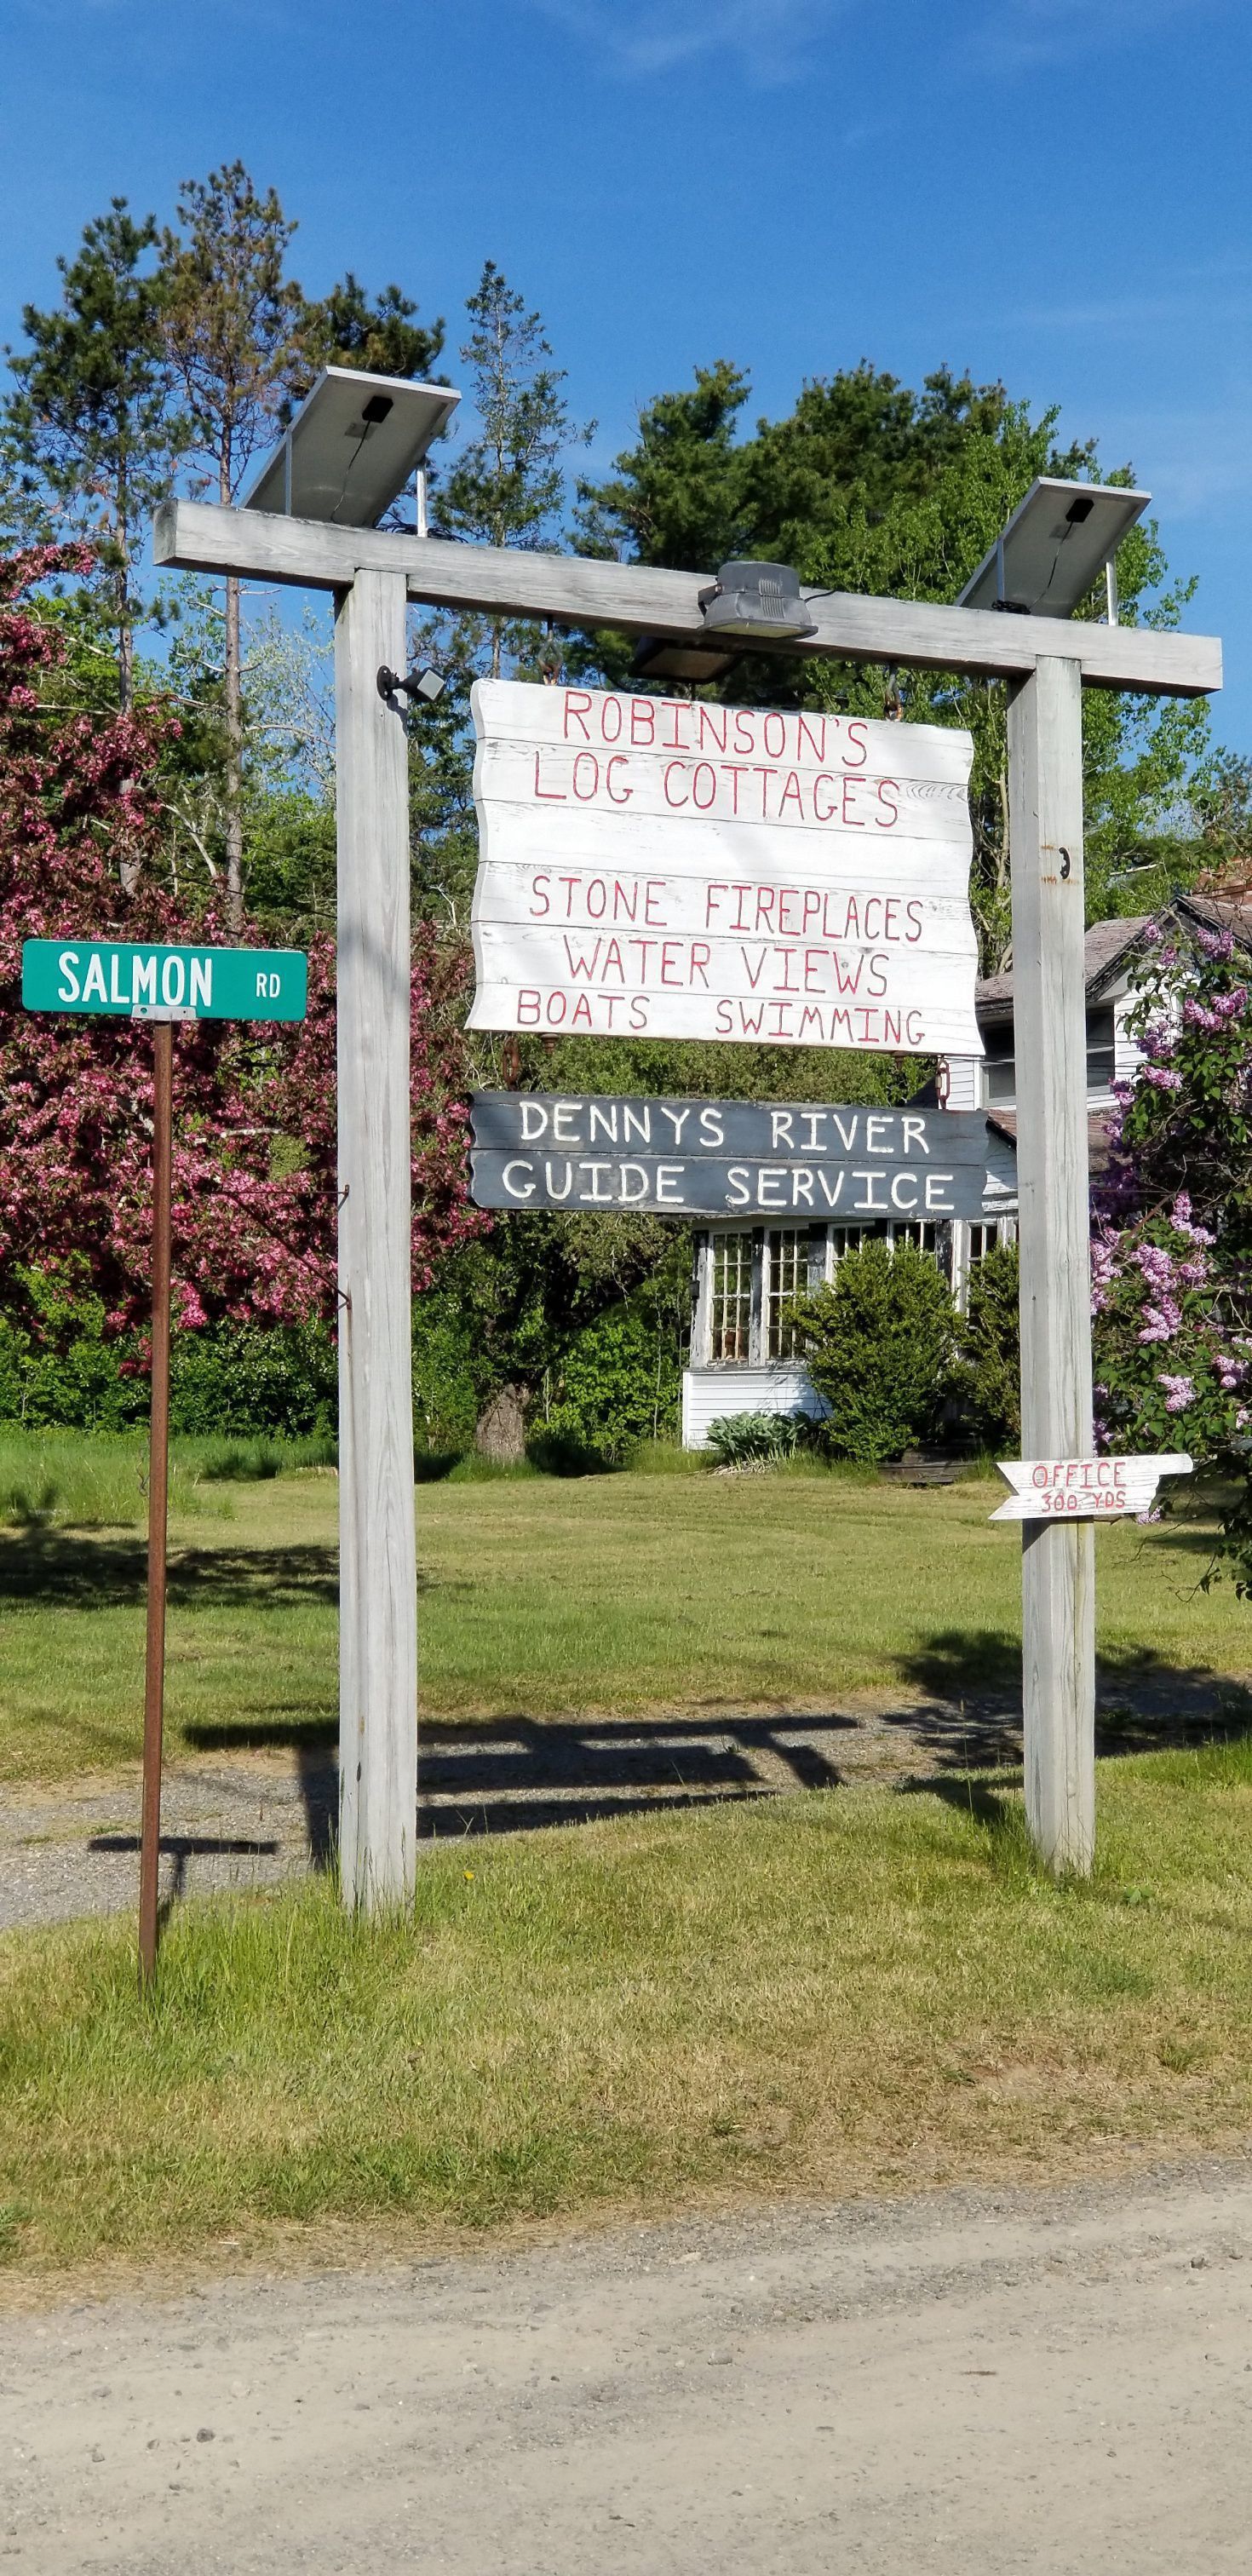 ROBINSON'S
LOG COTTAGES
STONE FIREPLACES
WATER VIEWS
BOATS SWIMMING
SALMON RD
DENNYS RIVER
GUIDE SERVICE
OFFICE
300 YDS